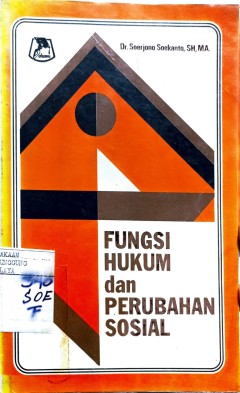 Dr. Soerjono Soekanto, SH, MA.
FUNGSI
HUKUM
dan
PERUBAHAN
SOSIAL
SOE
F